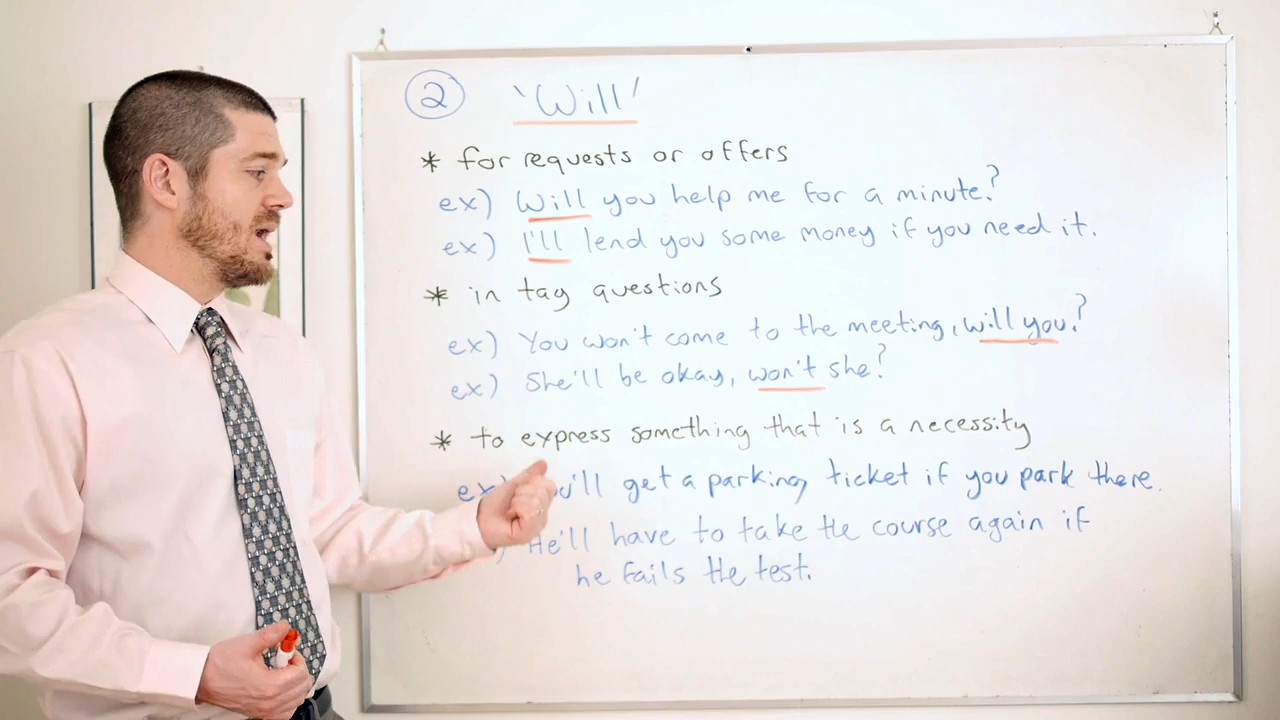 2 'Will'
* for requests or offers
ex) Will you help me for a minute?
ex) I'll lend you some money if you need it.
* in tag questions
ex) You won't come to the meeting, will you?
ex) She'll be okay, won't she?
* to express something that is a necessity
ex) You'll get a parking ticket if you park there.
) He'll have to take the course again if
he fails the test.